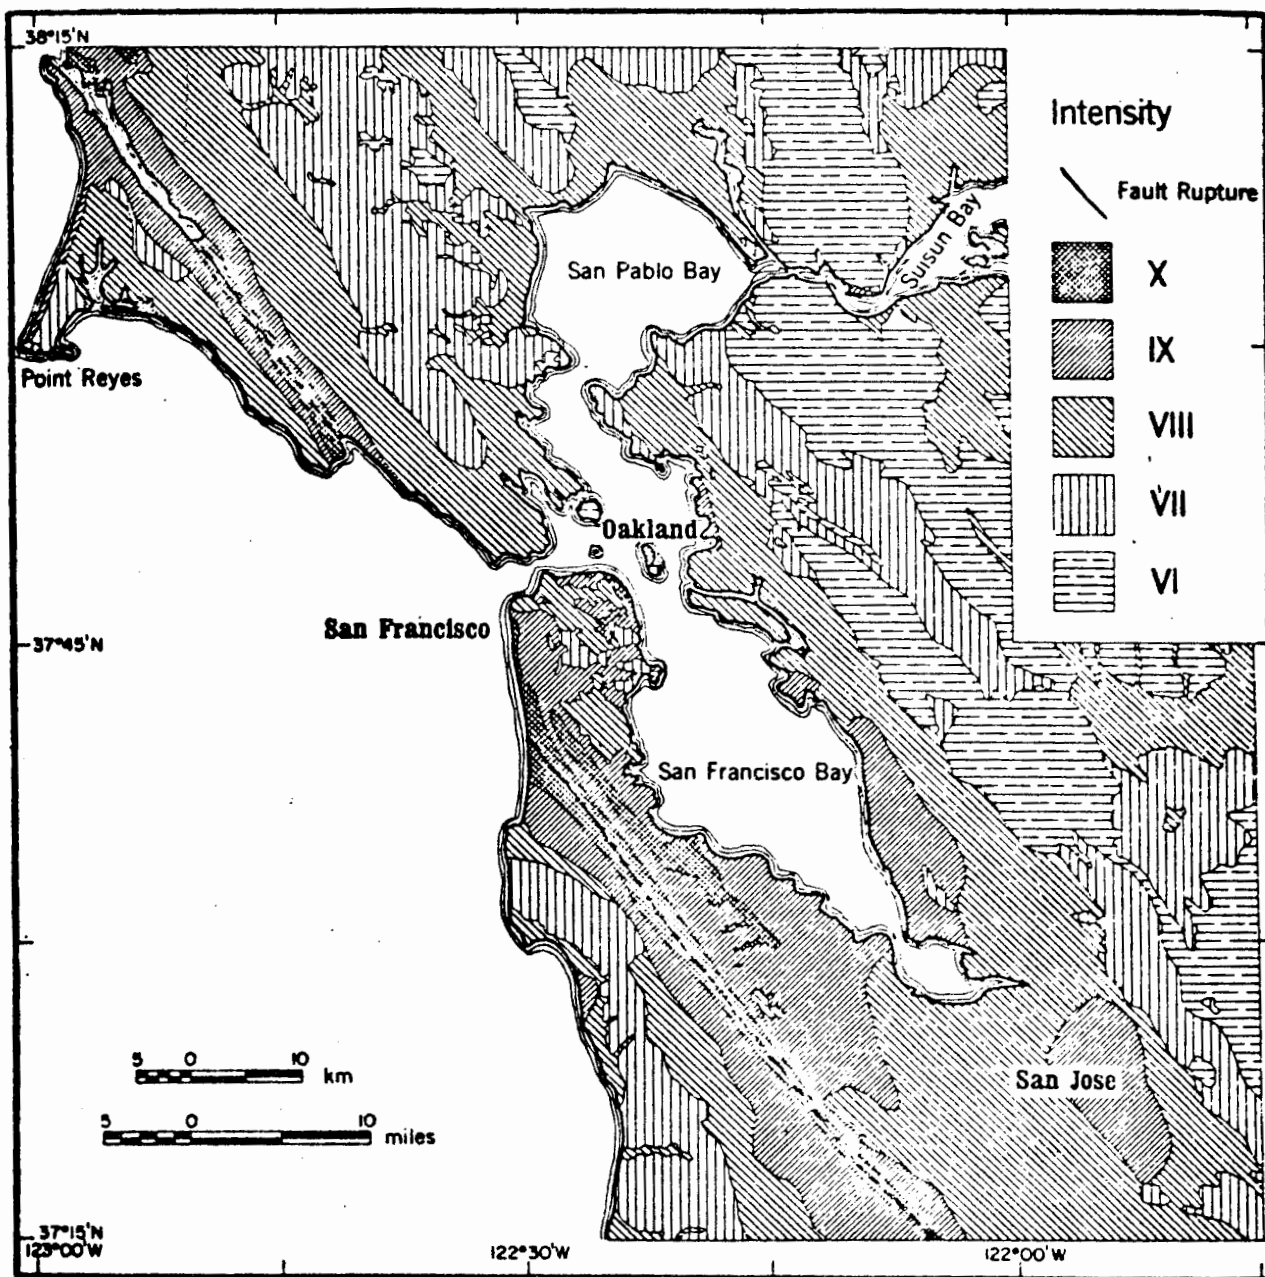 38°15'N
Intensity
Fault Rupture
X
IX
VIII
VII
VI
Suisun Bay
San Pablo Bay
Point Reyes
Oakland
San Francisco
37°45'N
San Francisco Bay
5 0 10
km
San Jose
5 0 10
miles
37°15'N
123°00'W
122°30'W
122°00'W